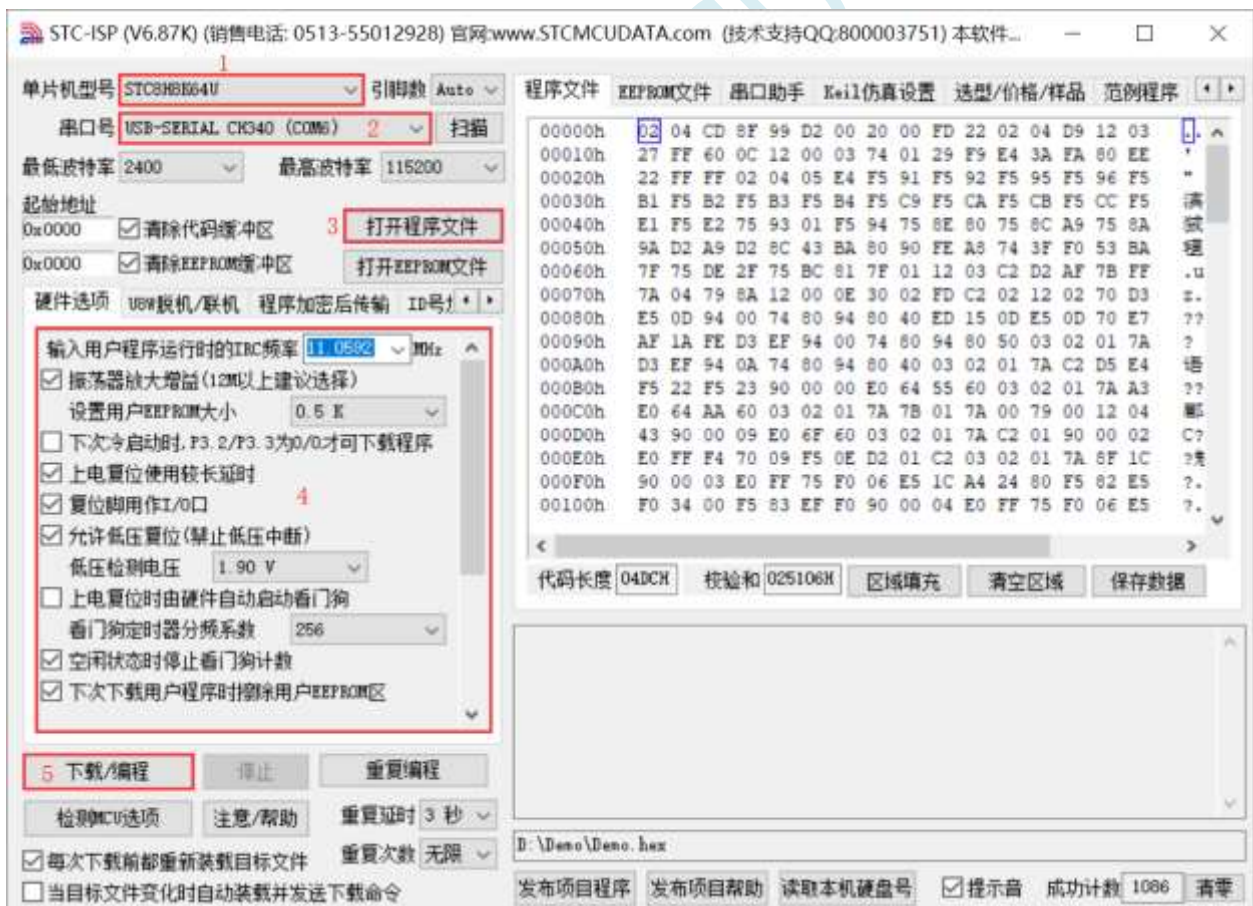 STC-ISP (V6.87K) (销售电话: 0513-55012928) 官网:www.STCMCUDATA.com (技术支持QQ:800003751) 本软件...
1
单片机型号 STC8H8K64U 引脚数 Auto
串口号 USB-SERIAL CH340 (COM6) 2 扫描
最低波特率 2400 最高波特率 115200
起始地址
0x0000 清除代码缓冲区 3 打开程序文件
0x0000 清除EEPROM缓冲区 打开EEPROM文件
硬件选项 U8W脱机/联机 程序加密后传输
输入用户程序运行时的IRC频率 11.0592 MHz
振荡器放大增益(12M以上建议选择)
设置用户EEPROM大小 0.5 K
下次冷启动时,P3.2/P3.3为0/0才可下载程序
上电复位使用较长延时
复位脚用作I/O口 4
允许低压复位(禁止低压中断)
低压检测电压 1.90 V
上电复位时由硬件自动启动看门狗
看门狗定时器分频系数 256
空闲状态时停止看门狗计数
下次下载用户程序时擦除用户EEPROM区
5 下载/编程 停止 重复编程
检测MCU选项 注意/帮助 重复延时 3 秒
每次下载前都重新装载目标文件 重复次数 无限
当目标文件变化时自动装载并发送下载命令
程序文件 EEPROM文件 串口助手 Keil仿真设置 选型/价格/样品 范例程序
00000h 02 04 CD 8F 99 D2 00 20 00 FD 22 02 04 D9 12 03
00010h 27 FF 60 0C 12 00 03 74 01 29 F9 E4 3A FA 80 EE
00020h 22 FF FF 02 04 05 E4 F5 91 F5 92 F5 95 F5 96 F5
00030h B1 F5 B2 F5 B3 F5 B4 F5 C9 F5 CA F5 CB F5 CC F5
00040h E1 F5 E2 75 93 01 F5 94 75 8E 80 75 8C A9 75 8A
00050h 9A D2 A9 D2 8C 43 BA 80 90 FE A8 74 3F F0 53 BA
00060h 7F 75 DE 2F 75 BC 81 7F 01 12 03 C2 D2 AF 7B FF .u
00070h 7A 04 79 8A 12 00 0E 30 02 FD C2 02 12 02 70 D3 z.
00080h E5 0D 94 00 74 80 94 80 40 ED 15 0D E5 0D 70 E7 ??
00090h AF 1A FE D3 EF 94 00 74 80 94 80 50 03 02 01 7A ?
000A0h D3 EF 94 0A 74 80 94 80 40 03 02 01 7A C2 D5 E4 语
000B0h F5 22 F5 23 90 00 00 E0 64 55 60 03 02 01 7A A3 ??
000C0h E0 64 AA 60 03 02 01 7A 7B 01 7A 00 79 00 12 04
000D0h 43 90 00 09 E0 6F 60 03 02 01 7A C2 01 90 00 02 C?
000E0h E0 FF F4 70 09 F5 0E D2 01 C2 03 02 01 7A 8F 1C
000F0h 90 00 03 E0 FF 75 F0 06 E5 1C A4 24 80 F5 82 E5 ?.
00100h F0 34 00 F5 83 EF F0 90 00 04 E0 FF 75 F0 06 E5 ?.
代码长度 04DCH 校验和 025106H 区域填充 清空区域 保存数据
D:\Demo\Demo.hex
发布项目程序 发布项目帮助 读取本机硬盘号 提示音 成功计数 1086 清零